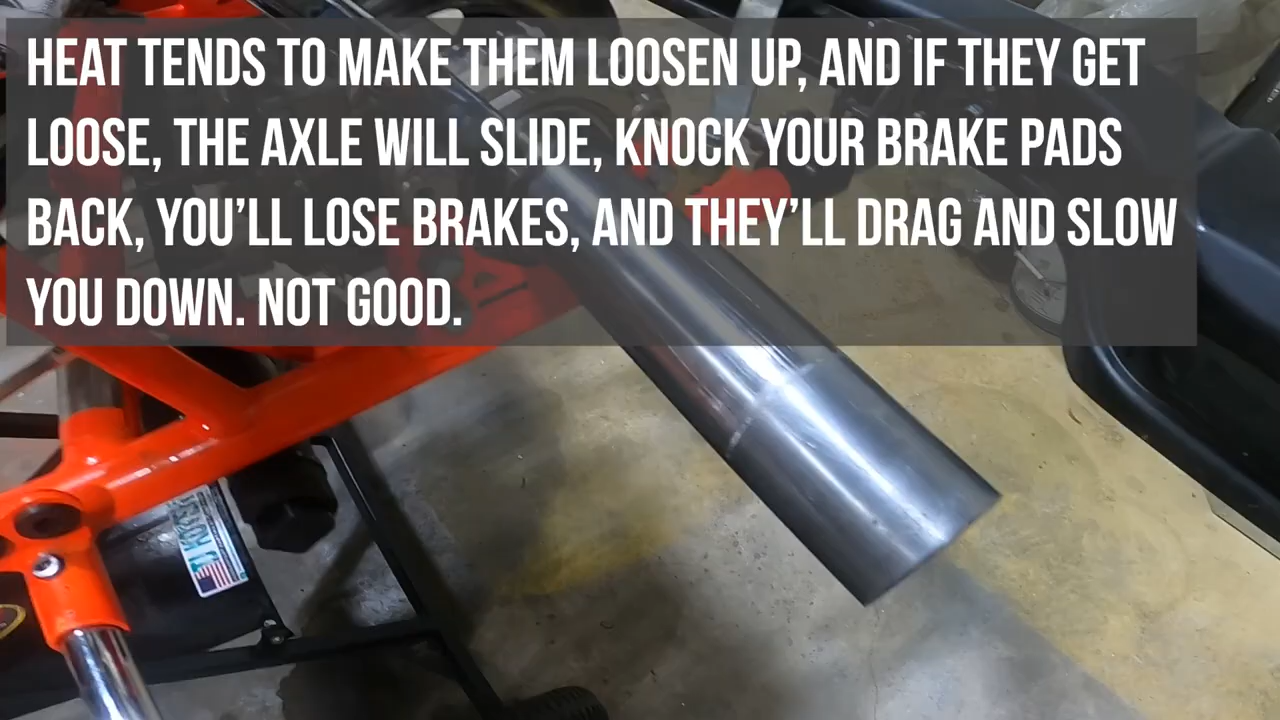 HEAT TENDS TO MAKE THEM LOOSEN UP, AND IF THEY GET
LOOSE, THE AXLE WILL SLIDE, KNOCK YOUR BRAKE PADS
BACK, YOU’LL LOSE BRAKES, AND THEY’LL DRAG AND SLOW
YOU DOWN. NOT GOOD.